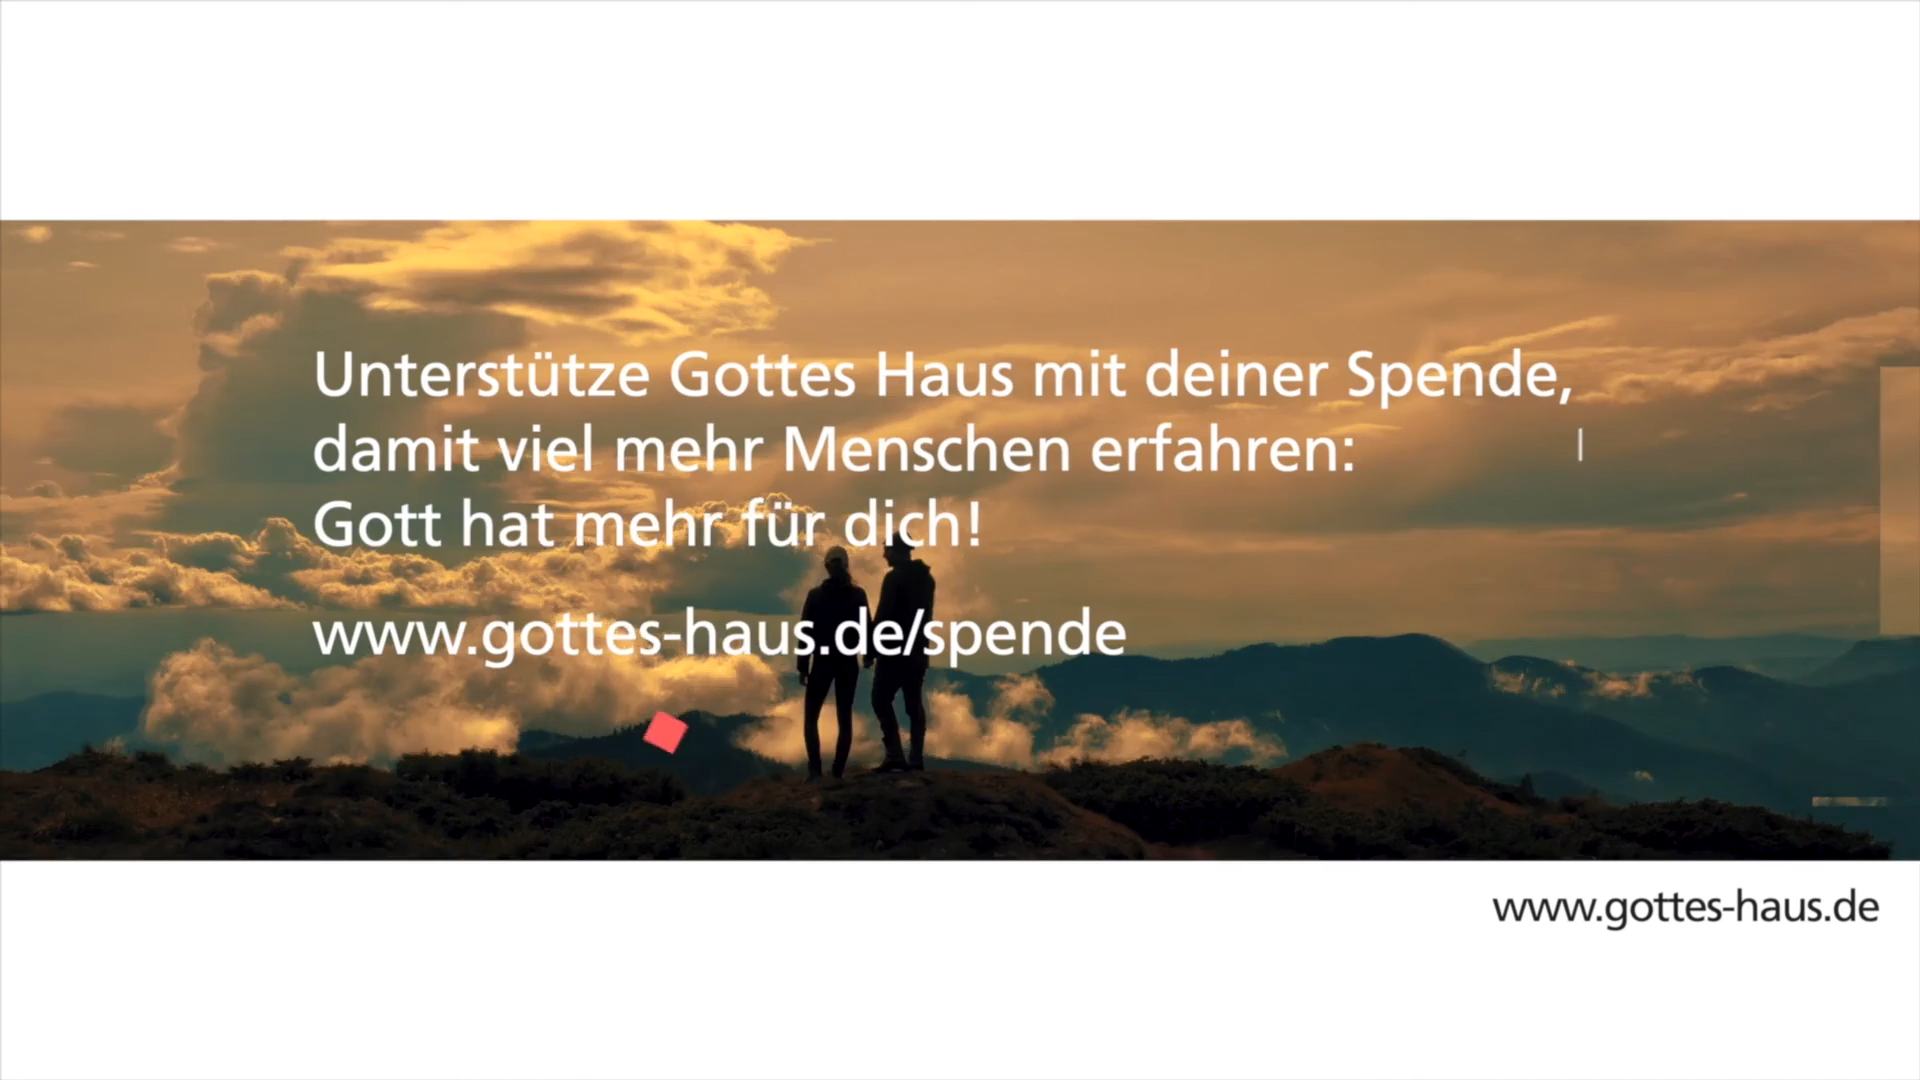 Unterstütze Gottes Haus mit deiner Spende,
damit viel mehr Menschen erfahren:
Gott hat mehr für dich!
www.gottes-haus.de/spende
www.gottes-haus.de